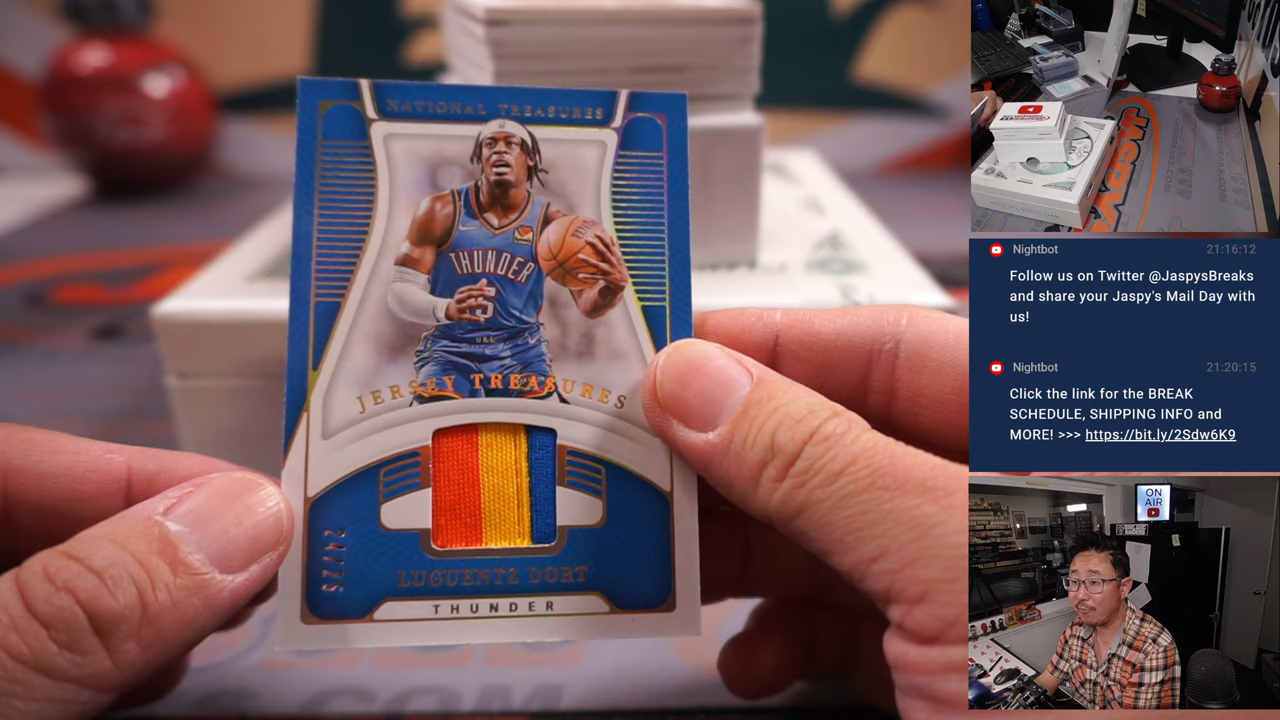 NATIONAL TREASURES
THUNDER
5
JERSEY TREASURES
24/25
LUGUENTZ DORT
THUNDER
JASPY'S
Nightbot 21:16:12
Follow us on Twitter @JaspysBreaks
and share your Jaspy's Mail Day with
us!
Nightbot 21:20:15
Click the link for the BREAK
SCHEDULE, SHIPPING INFO and
MORE! >>> https://bit.ly/2Sdw6K9
ON
AIR